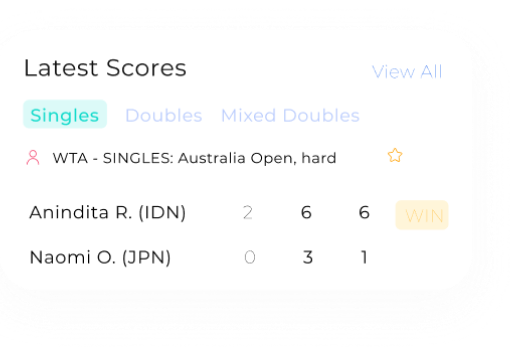 Latest Scores View All
Singles Doubles Mixed Doubles
WTA - SINGLES: Australia Open, hard
Anindita R. (IDN) 2 6 6 WIN
Naomi O. (JPN) 0 3 1